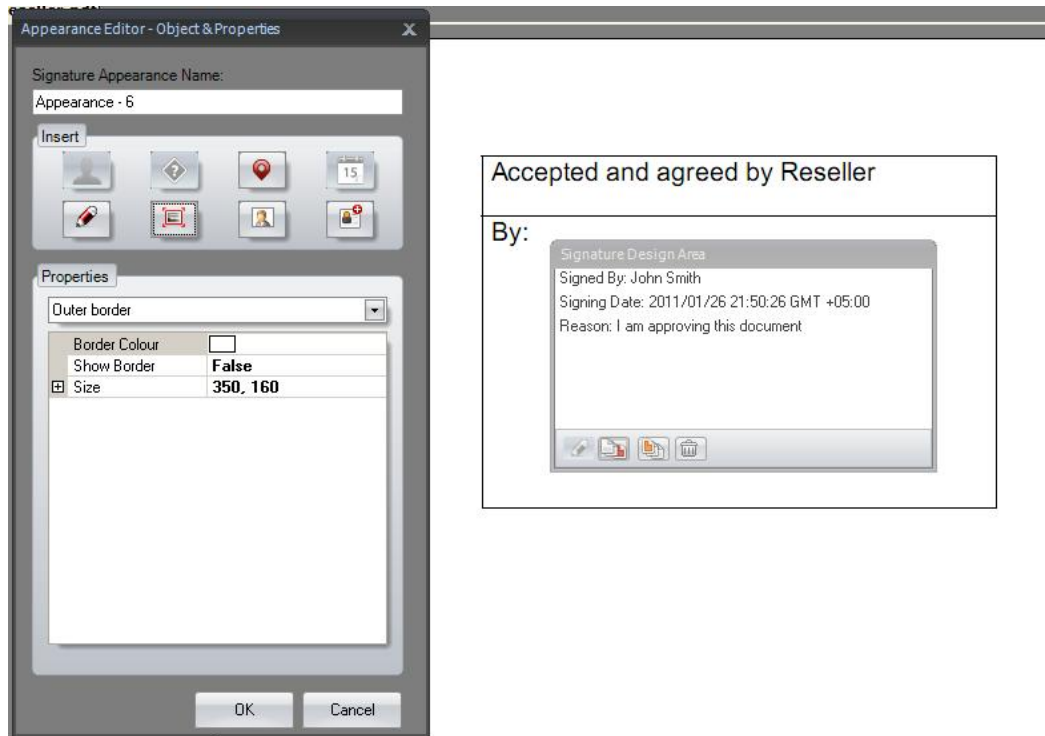 Appearance Editor - Object & Properties
X
Signature Appearance Name:
Appearance - 6
Insert
15
Properties
Outer border
Border Colour
Show Border False
Size 350, 160
OK Cancel
Accepted and agreed by Reseller
By:
Signature Design Area
Signed By: John Smith
Signing Date: 2011/01/26 21:50:26 GMT +05:00
Reason: I am approving this document